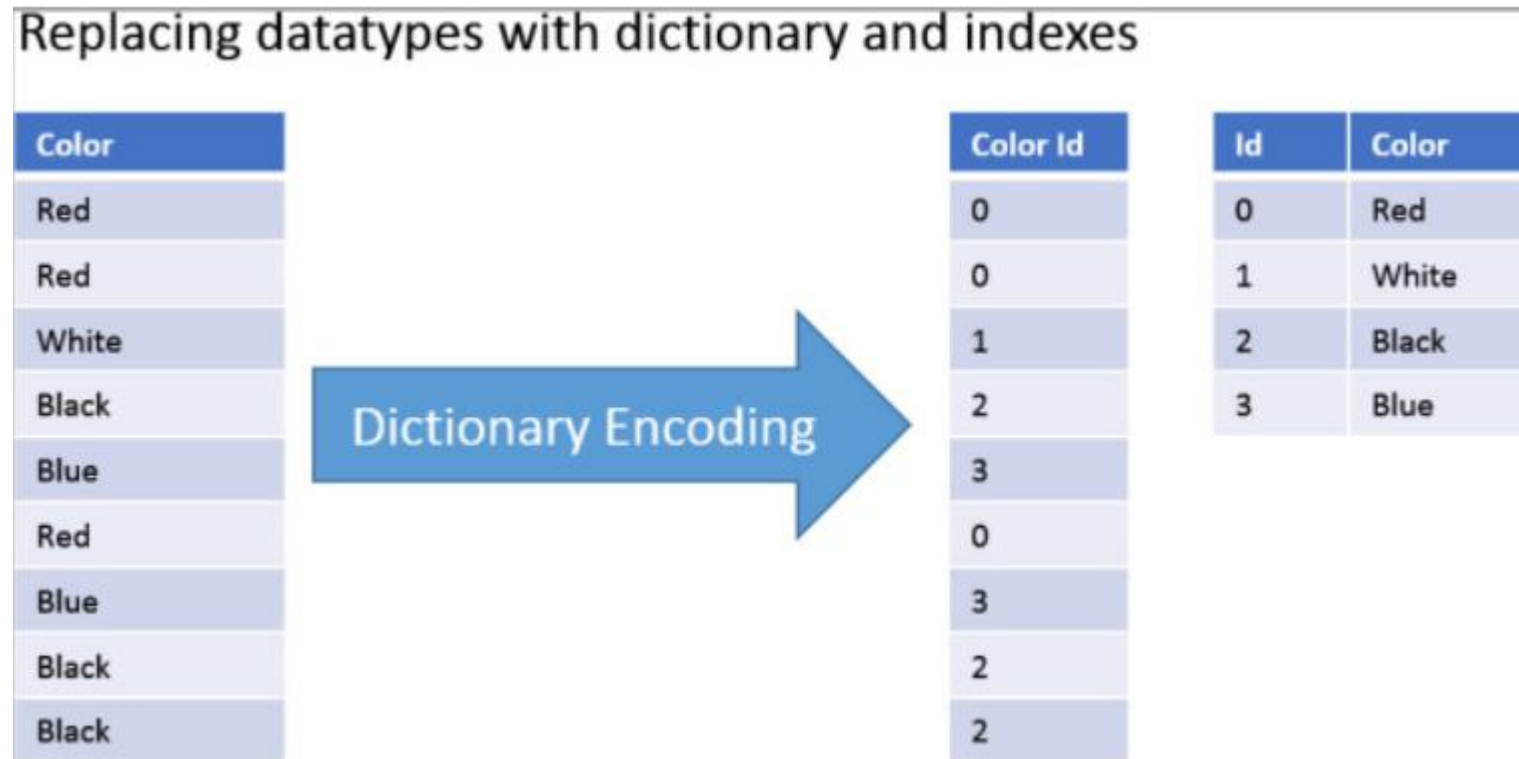 Replacing datatypes with dictionary and indexes
Color
Red
Red
White
Black
Blue
Red
Blue
Black
Black
Dictionary Encoding
Color Id
0
0
1
2
3
0
3
2
2
Id Color
0 Red
1 White
2 Black
3 Blue